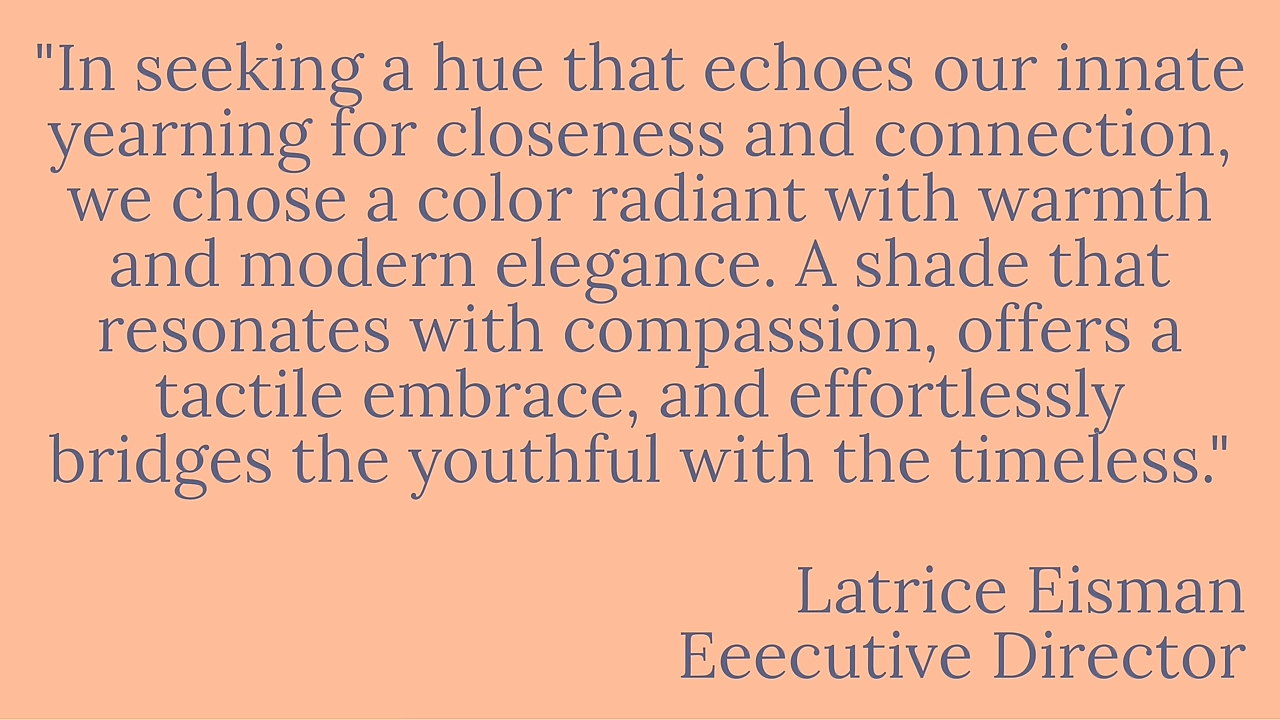 "In seeking a hue that echoes our innate
yearning for closeness and connection,
we chose a color radiant with warmth
and modern elegance. A shade that
resonates with compassion, offers a
tactile embrace, and effortlessly
bridges the youthful with the timeless."
Latrice Eisman
Eeecutive Director